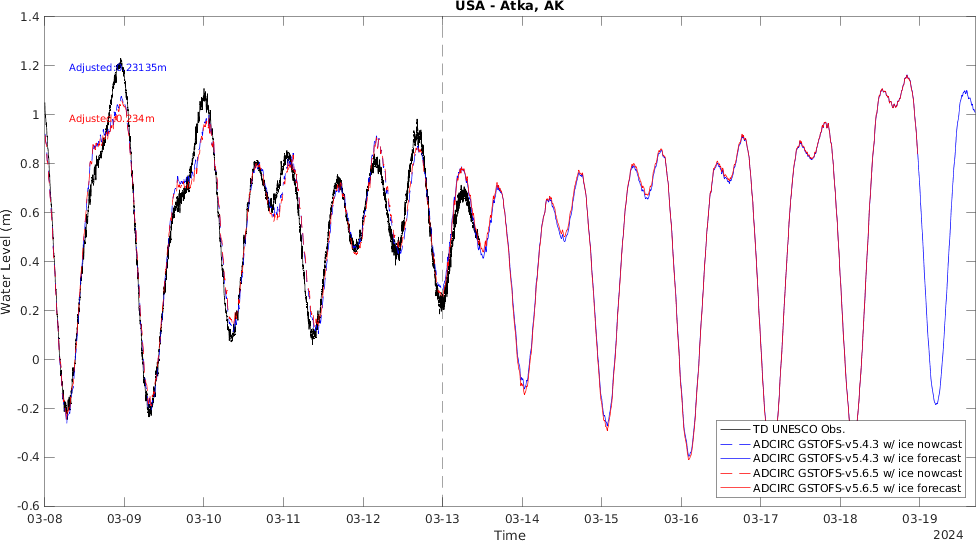 USA - Atka, AK
1.4
1.2
1
0.8
0.6
0.4
0.2
0
-0.2
-0.4
-0.6
Water Level (m)
Adjusted 0.23135m
Adjusted 0.234m
TD UNESCO Obs.
ADCIRC GSTOFS-v5.4.3 w/ ice nowcast
ADCIRC GSTOFS-v5.4.3 w/ ice forecast
ADCIRC GSTOFS-v5.6.5 w/ ice nowcast
ADCIRC GSTOFS-v5.6.5 w/ ice forecast
03-08 03-09 03-10 03-11 03-12 03-13 03-14 03-15 03-16 03-17 03-18 03-19
Time
2024